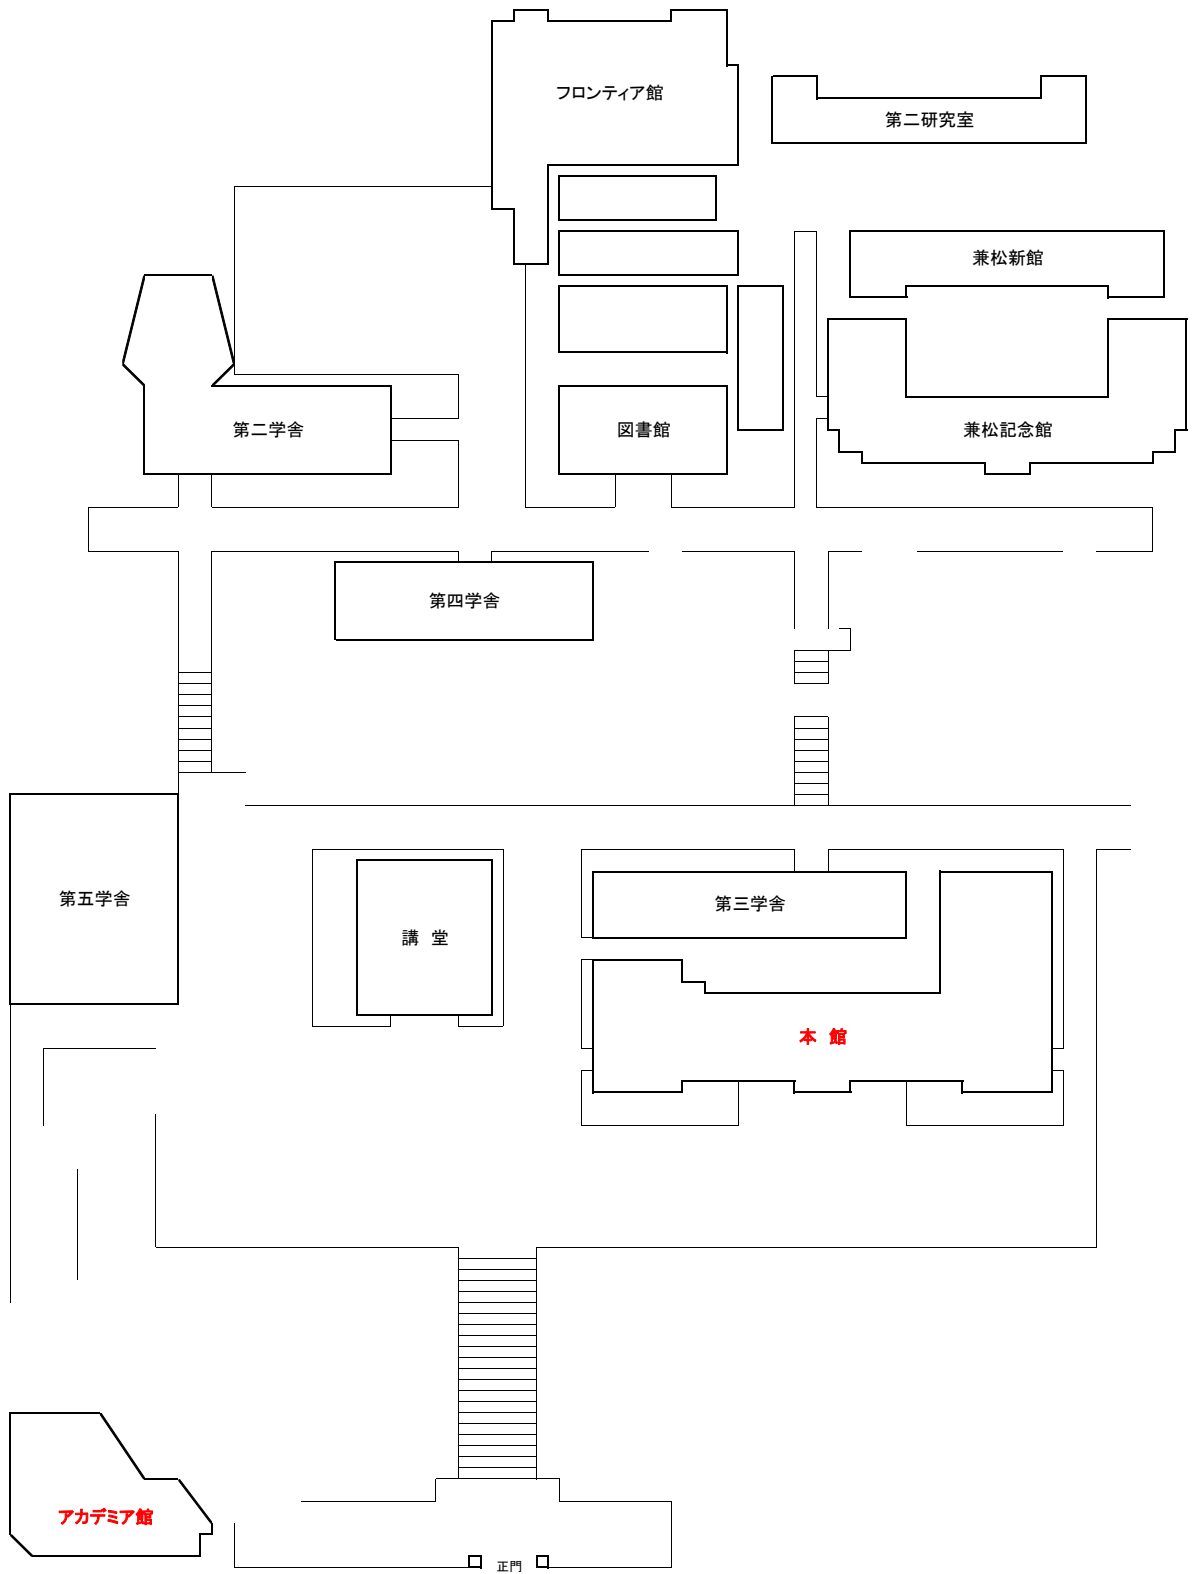 フロンティア館
第二研究室
兼松新館
第二学舎
図書館
兼松記念館
第四学舎
第五学舎
第三学舎
講 堂
本 館
アカデミア館
正門